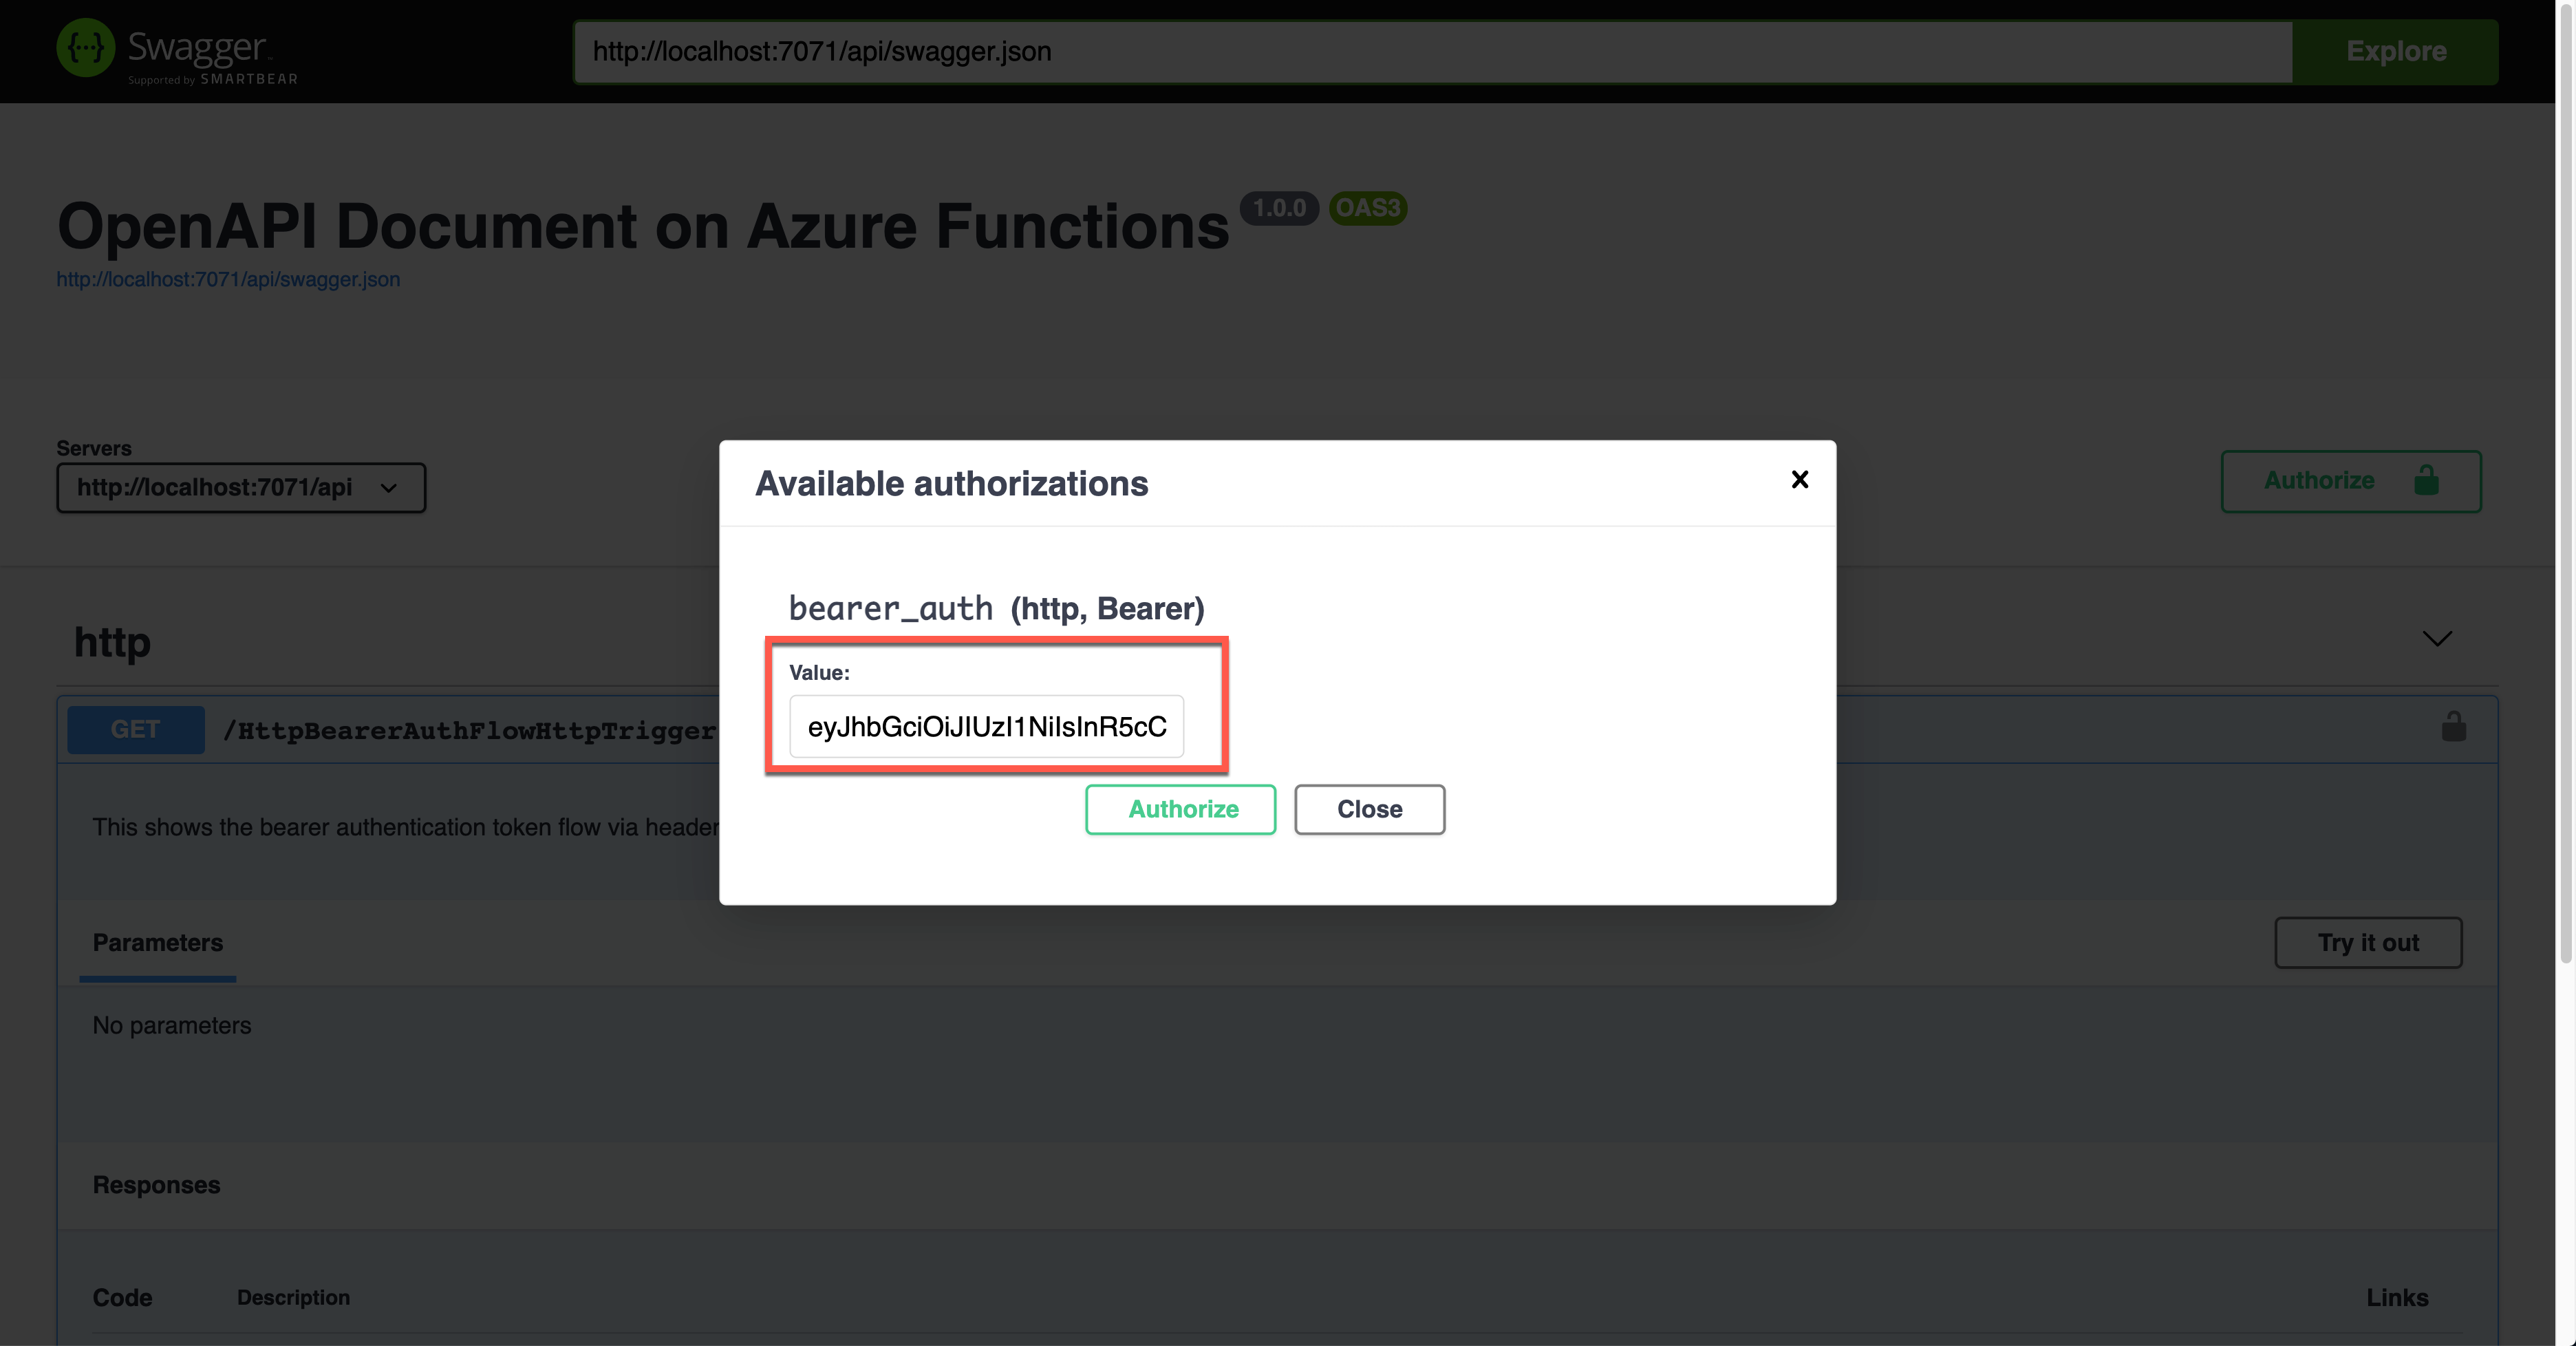 Swagger
Supported by SMARTBEAR
http://localhost:7071/api/swagger.json
Explore
OpenAPI Document on Azure Functions 1.0.0 OAS3
http://localhost:7071/api/swagger.json
Servers
http://localhost:7071/api
Authorize
Available authorizations
bearer_auth (http, Bearer)
Value:
eyJhbGciOiJIUzI1NiIsInR5cC
Authorize
Close
http
GET /HttpBearerAuthFlowHttpTrigger
This shows the bearer authentication token flow via header
Parameters
Try it out
No parameters
Responses
Code Description Links